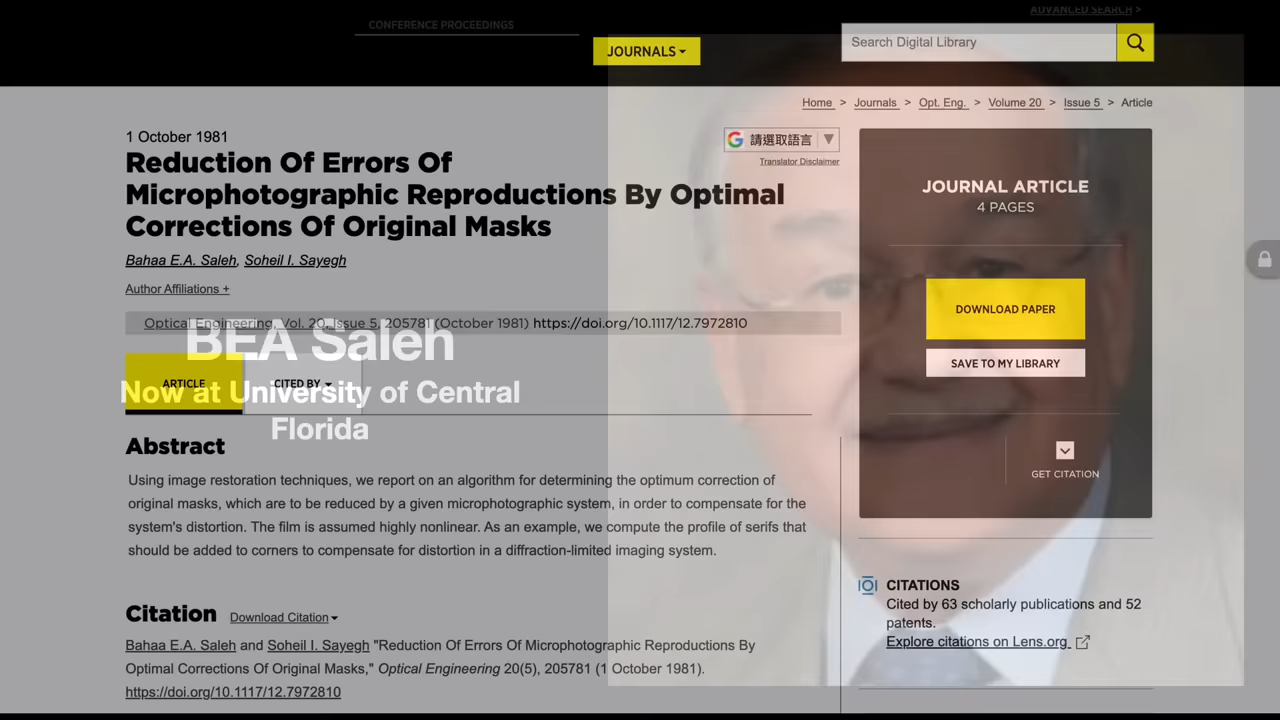 ADVANCED SEARCH >
CONFERENCE PROCEEDINGS
JOURNALS
Search Digital Library
Home > Journals > Opt. Eng. > Volume 20 > Issue 5 > Article
1 October 1981
Reduction Of Errors Of
Microphotographic Reproductions By Optimal
Corrections Of Original Masks
請選取語言
Translator Disclaimer
Bahaa E.A. Saleh, Soheil I. Sayegh
Author Affiliations +
Optical Engineering, Vol. 20, Issue 5, 205781 (October 1981) https://doi.org/10.1117/12.7972810
BEA Saleh
Now at University of Central
Florida
ARTICLE
CITED BY
Abstract
Using image restoration techniques, we report on an algorithm for determining the optimum correction of
original masks, which are to be reduced by a given microphotographic system, in order to compensate for the
system's distortion. The film is assumed highly nonlinear. As an example, we compute the profile of serifs that
should be added to corners to compensate for distortion in a diffraction-limited imaging system.
Citation Download Citation
Bahaa E.A. Saleh and Soheil I. Sayegh "Reduction Of Errors Of Microphotographic Reproductions By
Optimal Corrections Of Original Masks," Optical Engineering 20(5), 205781 (1 October 1981).
https://doi.org/10.1117/12.7972810
JOURNAL ARTICLE
4 PAGES
DOWNLOAD PAPER
SAVE TO MY LIBRARY
GET CITATION
CITATIONS
Cited by 63 scholarly publications and 52
patents.
Explore citations on Lens.org